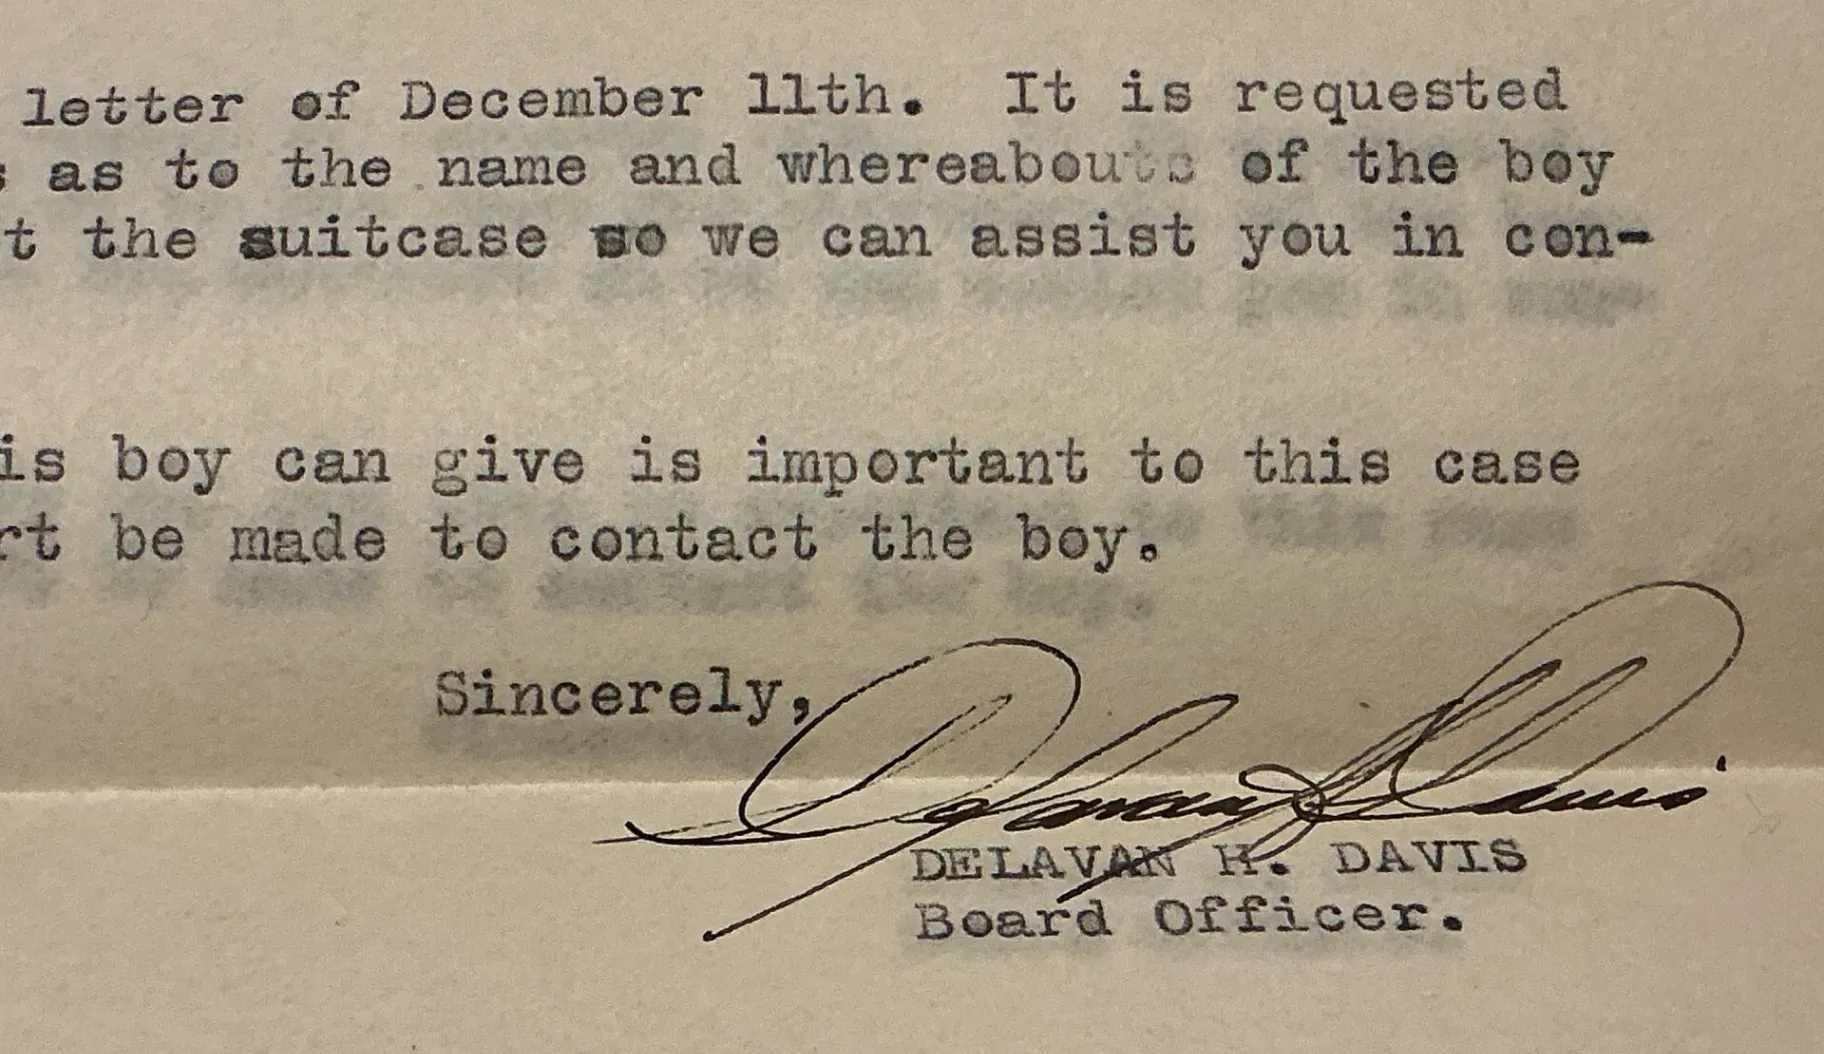 letter of December 11th. It is requested
s as to the name and whereabouts of the boy
t the suitcase so we can assist you in con-
is boy can give is important to this case
rt be made to contact the boy.
Sincerely,
Delavan H. Davis
DELAVAN H. DAVIS
Board Officer.